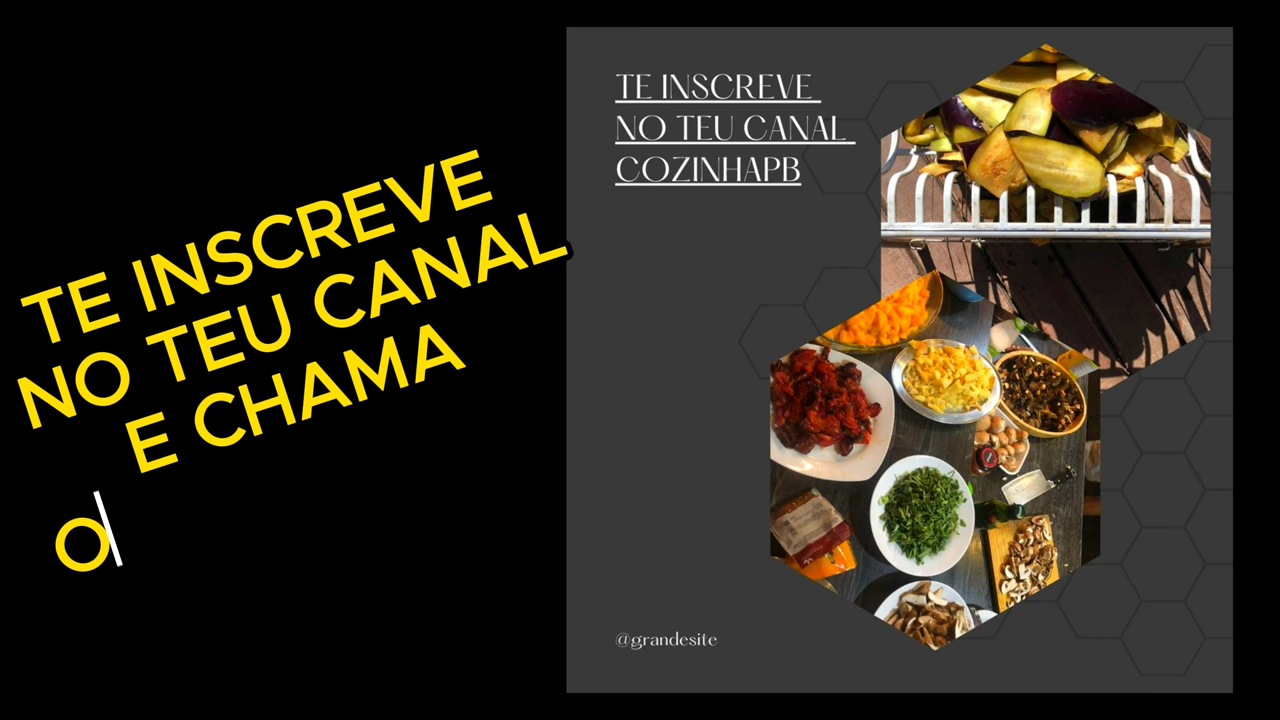 TE INSCREVE
NO TEU CANAL
E CHAMA
o
TE INSCREVE
NO TEU CANAL
COZINHAPB
@grandesite